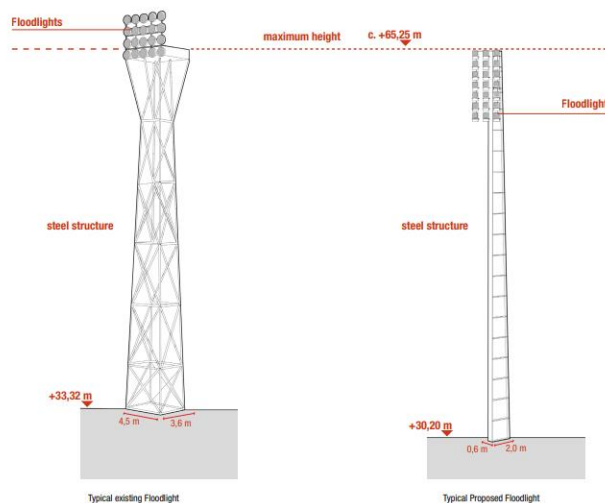 Floodlights
maximum height
c. +65,25 m
Floodlight
steel structure
steel structure
+33,32 m
4,5 m
3,6 m
+30,20 m
0,6 m
2,0 m
Typical existing Floodlight
Typical Proposed Floodlight